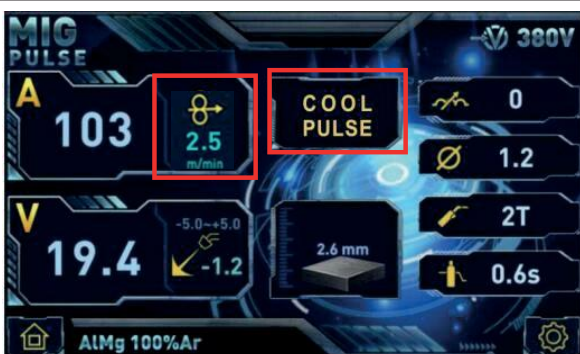 MIG
PULSE
380V
A
103
2.5
m/min
COOL
PULSE
0
1.2
2T
0.6s
V
19.4
-5.0~+5.0
-1.2
2.6 mm
AlMg 100%Ar